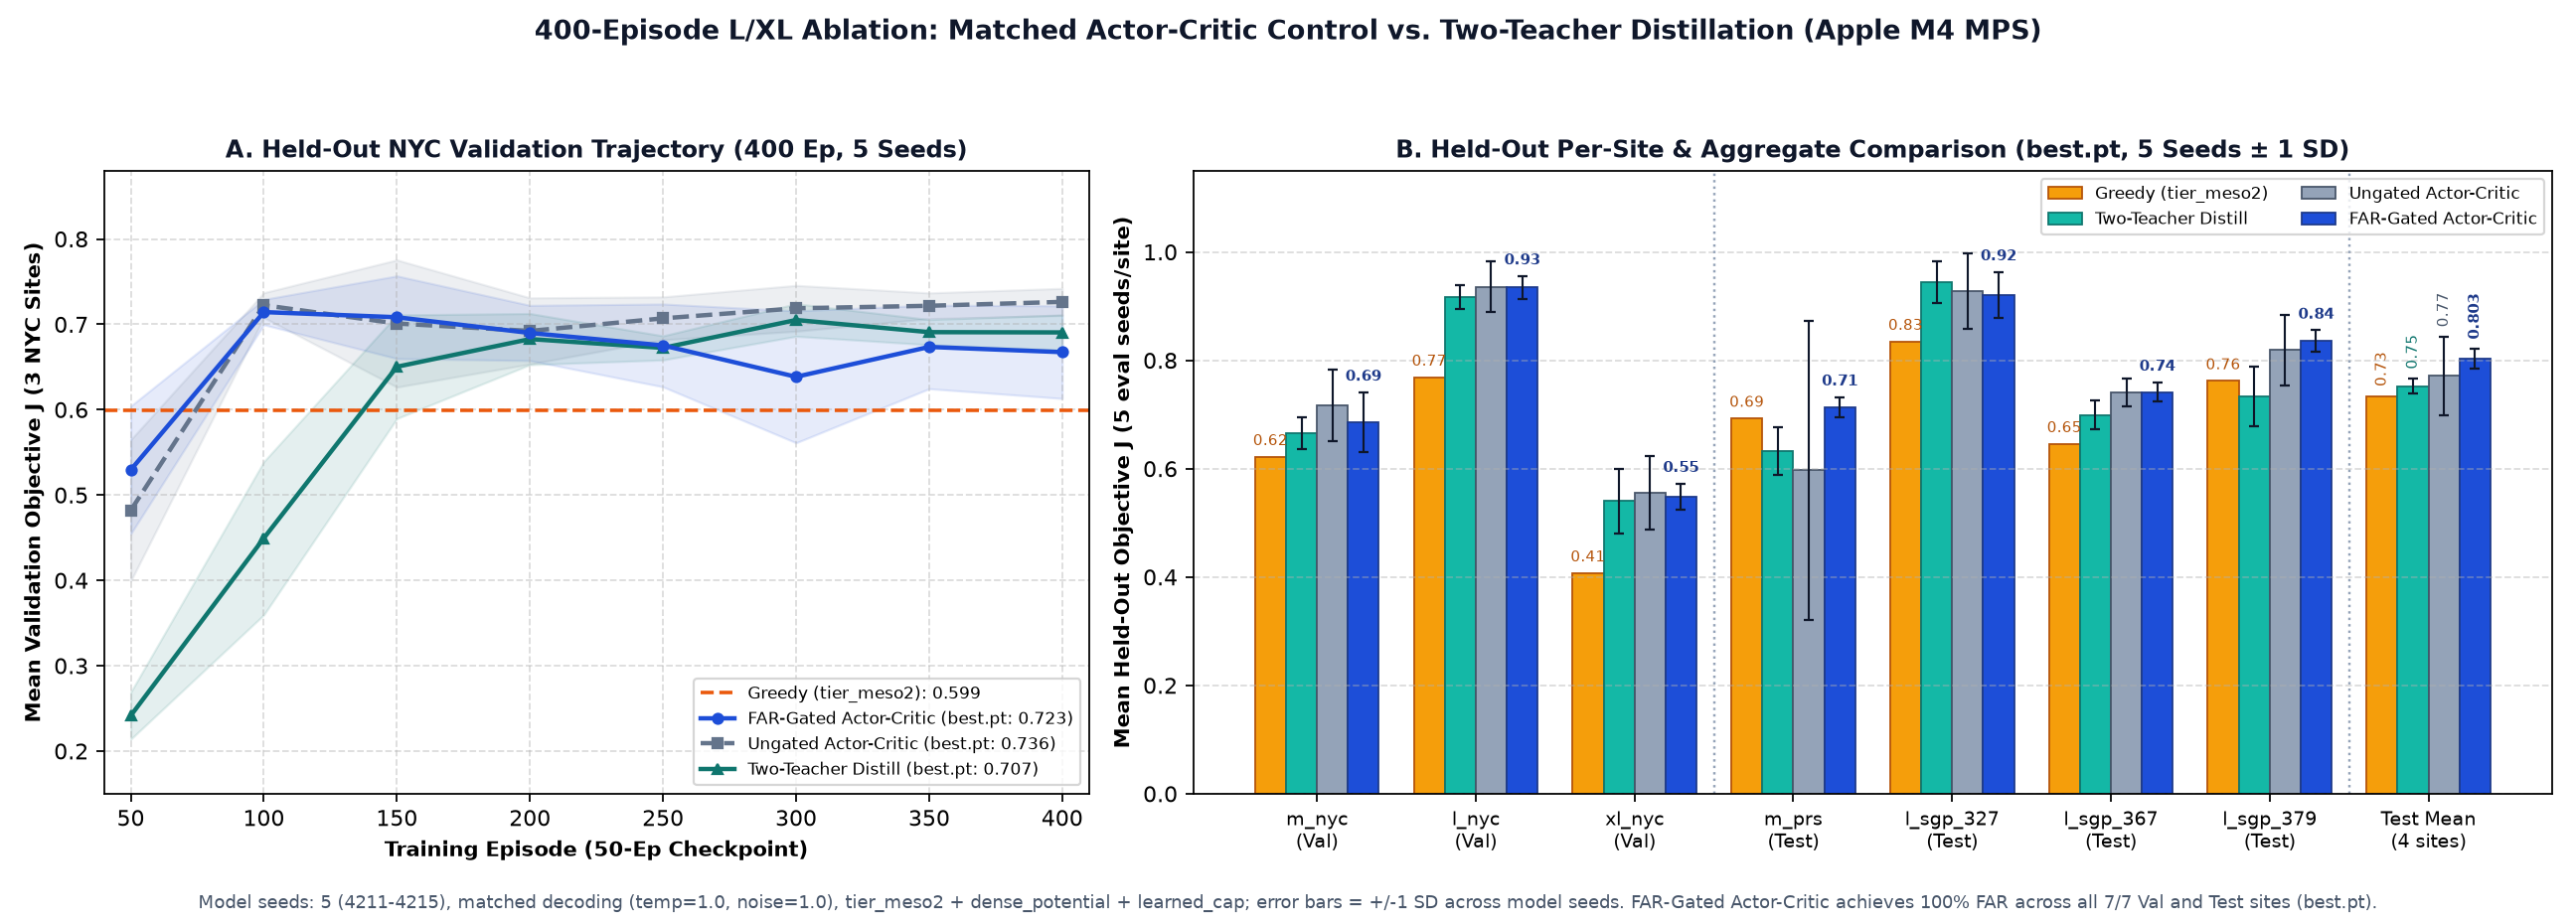 400-Episode L/XL Ablation: Matched Actor-Critic Control vs. Two-Teacher Distillation (Apple M4 MPS)
A. Held-Out NYC Validation Trajectory (400 Ep, 5 Seeds)
Mean Validation Objective J (3 NYC Sites)
0.8
0.7
0.6
0.5
0.4
0.3
0.2
Greedy (tier_meso2): 0.599
FAR-Gated Actor-Critic (best.pt: 0.723)
Ungated Actor-Critic (best.pt: 0.736)
Two-Teacher Distill (best.pt: 0.707)
50 100 150 200 250 300 350 400
Training Episode (50-Ep Checkpoint)
B. Held-Out Per-Site & Aggregate Comparison (best.pt, 5 Seeds ± 1 SD)
Mean Held-Out Objective J (5 eval seeds/site)
1.0
0.8
0.6
0.4
0.2
0.0
Greedy (tier_meso2)
Two-Teacher Distill
Ungated Actor-Critic
FAR-Gated Actor-Critic
0.62 0.69
0.77 0.93
0.41 0.55
0.69 0.71
0.83 0.92
0.65 0.74
0.76 0.84
0.73 0.75 0.77 0.803
m_nyc
(Val)
l_nyc
(Val)
xl_nyc
(Val)
m_prs
(Test)
l_sgp_327
(Test)
l_sgp_367
(Test)
l_sgp_379
(Test)
Test Mean
(4 sites)
Model seeds: 5 (4211-4215), matched decoding (temp=1.0, noise=1.0), tier_meso2 + dense_potential + learned_cap; error bars = +/-1 SD across model seeds. FAR-Gated Actor-Critic achieves 100% FAR across all 7/7 Val and Test sites (best.pt).